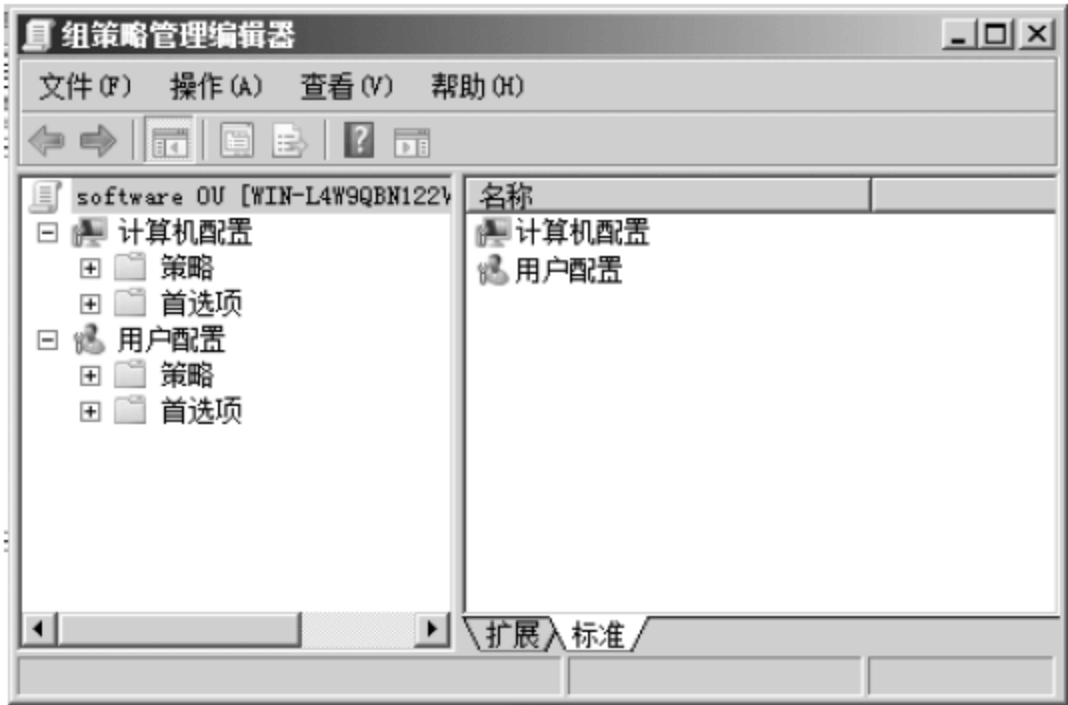 组策略管理编辑器
文件(F) 操作(A) 查看(V) 帮助(H)
software OU [WIN-L4W9QBN122V
名称
计算机配置
策略
首选项
用户配置
策略
首选项
计算机配置
用户配置
扩展 标准